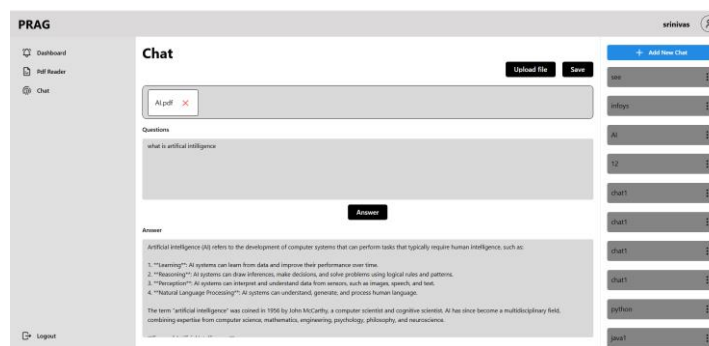 PRAG
srinivas
Dashboard
Pdf Reader
Chat
Logout
Chat
Upload file
Save
AI.pdf
Questions
what is artifical intilligence
Answer
Answer
Artificial intelligence (AI) refers to the development of computer systems that can perform tasks that typically require human intelligence, such as:
1. **Learning**: AI systems can learn from data and improve their performance over time.
2. **Reasoning**: AI systems can draw inferences, make decisions, and solve problems using logical rules and patterns.
3. **Perception**: AI systems can interpret and understand data from sensors, such as images, speech, and text.
4. **Natural Language Processing**: AI systems can understand, generate, and process human language.
The term "artificial intelligence" was coined in 1956 by John McCarthy, a computer scientist and cognitive scientist. AI has since become a multidisciplinary field,
combining expertise from computer science, mathematics, engineering, psychology, philosophy, and neuroscience.
+ Add New Chat
see
infoys
AI
12
chat1
chat1
chat1
chat1
python
java1